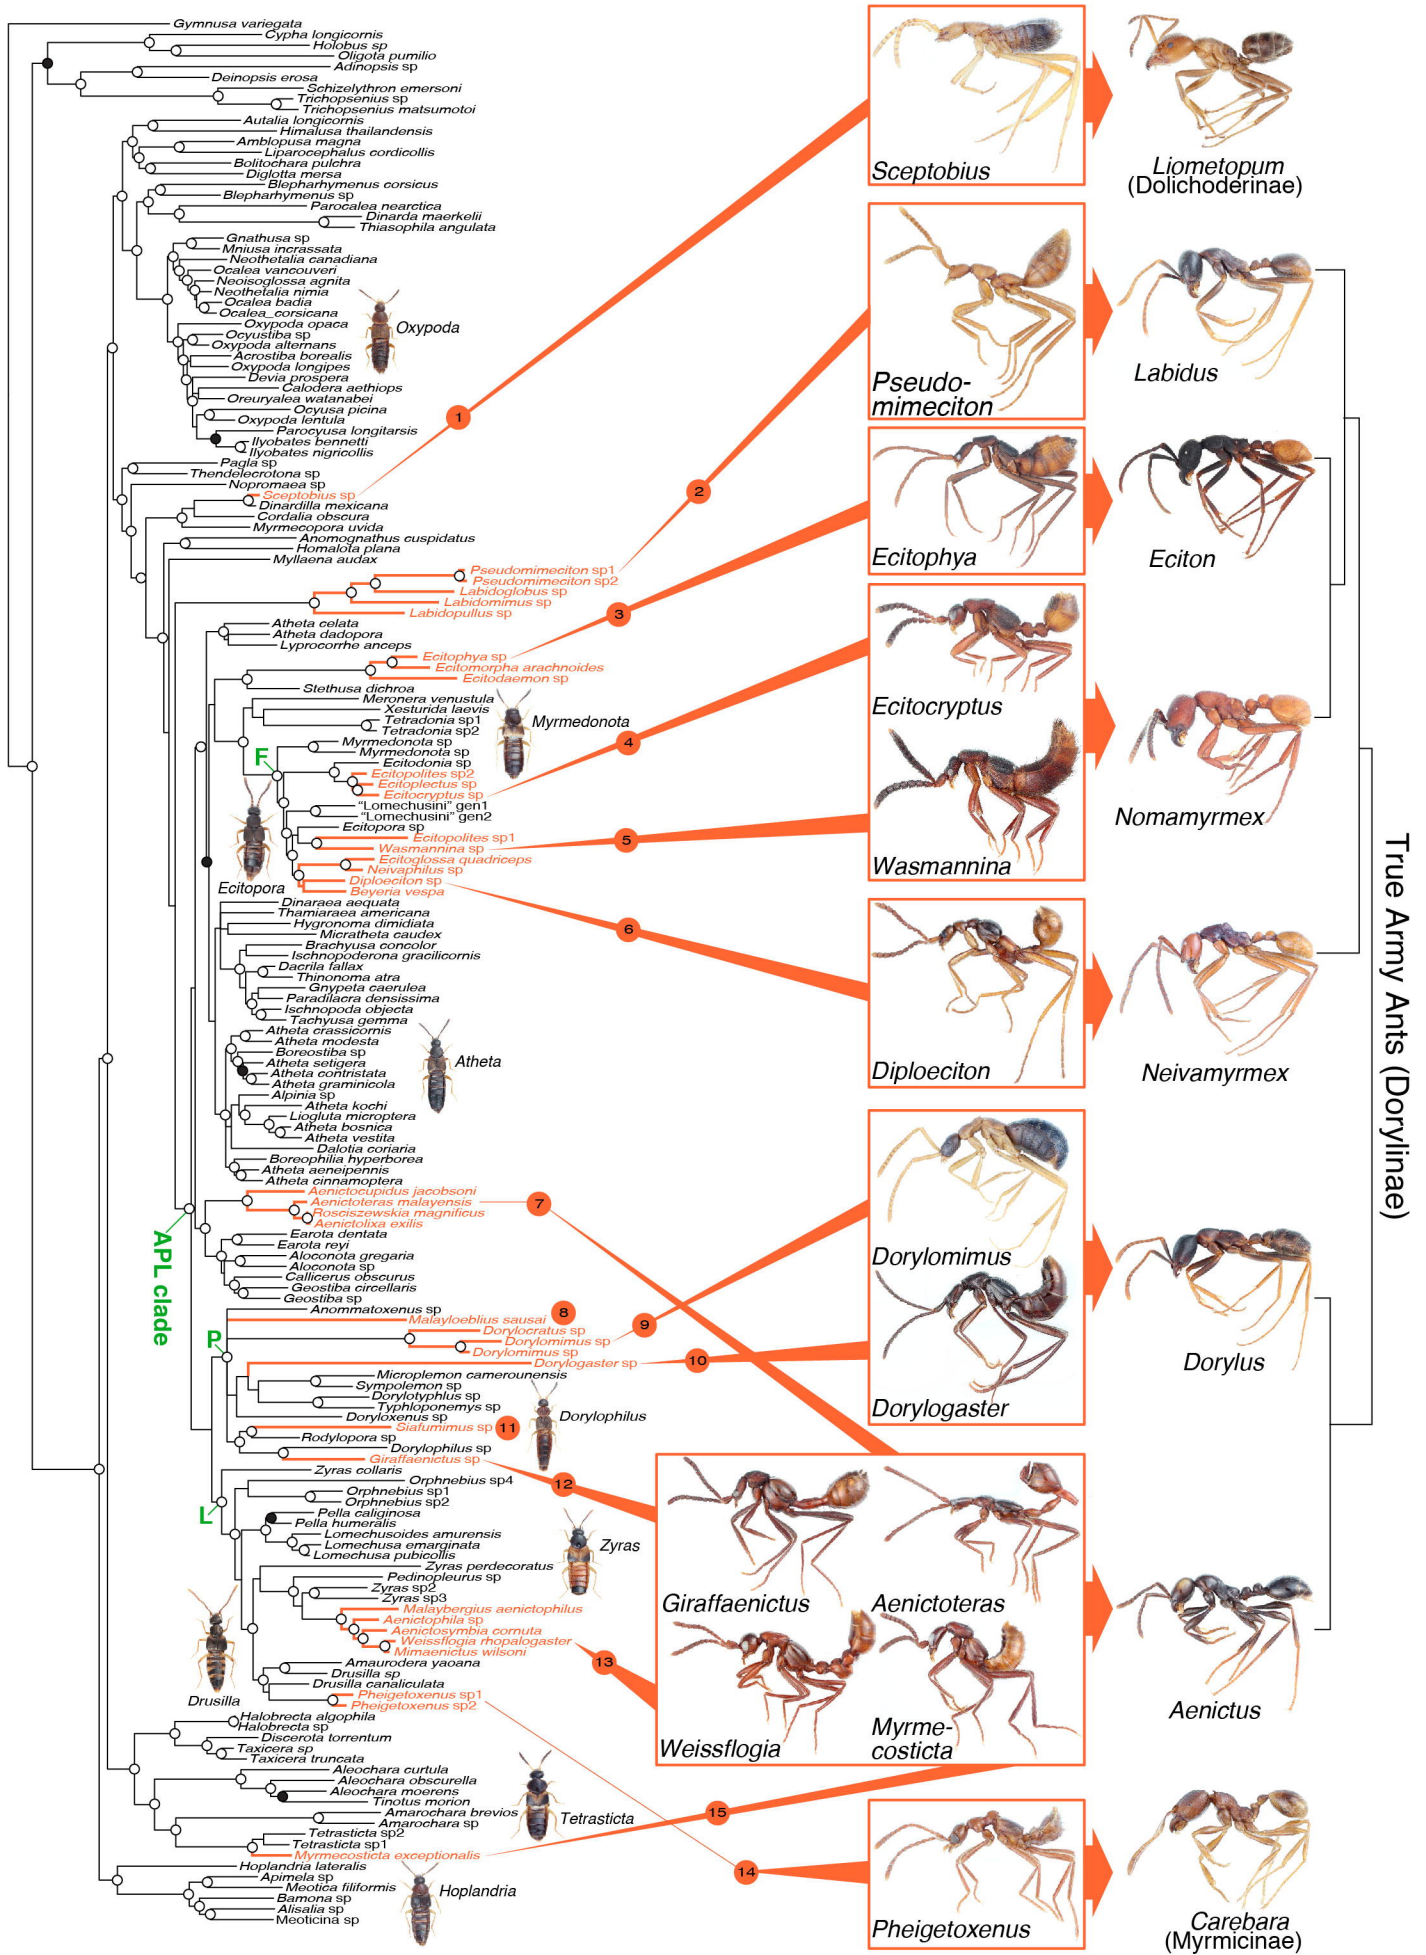 Gymnusa variegata
Cypha longicornis
Holobus sp
Oligota pumilio
Adinopsis sp
Deinopsis erosa
Schizelythron emersoni
Trichopsenius sp
Trichopsenius matsumotoi
Autalia longicornis
Himalusa thailandensis
Amblopusa magna
Liparocephalus cordicollis
Bolitochara pulchra
Diglotta mersa
Blepharhymenus corsicus
Blepharhymenus sp
Parocalea nearctica
Dinarda maerkelii
Thiasophila angulata
Gnathusa sp
Mniusa incrassata
Neothetalia canadiana
Ocalea vancouveri
Neoisoglossa agnita
Neothetalia nimia
Ocalea badia
Ocalea_corsicana
Oxypoda opaca
Ocyustiba sp
Oxypoda alternans
Acrostiba borealis
Oxypoda longipes
Devia prospera
Calodera aethiops
Oreuryalea watanabei
Ocyusa picina
Oxypoda lentula
Parocyusa longitarsis
Ilyobates bennetti
Ilyobates nigricollis
Pagla sp
Thendelecrotona sp
Nopromaea sp
Sceptobius sp
Dinardilla mexicana
Cordalia obscura
Myrmecopora uvida
Anomognathus cuspidatus
Homalota plana
Myllaena audax
Pseudomimeciton sp1
Pseudomimeciton sp2
Labidoglobus sp
Labidomimus sp
Labidopullus sp
Atheta celata
Atheta dadopora
Lyprocorrhe anceps
Ecitophya sp
Ecitomorpha arachnoides
Ecitodaemon sp
Stethusa dichroa
Meronera venustula
Xesturida laevis
Tetradonia sp1
Tetradonia sp2
Myrmedonota sp
Myrmedonota sp
Ecitodonia sp
Ecitopolites sp2
Ecitoplectus sp
Ecitocryptus sp
"Lomechusini" gen1
"Lomechusini" gen2
Ecitopora sp
Ecitopolites sp1
Wasmannina sp
Ecitoglossa quadriceps
Neivaphilus sp
Diploeciton sp
Beyeria vespa
Dinaraea aequata
Thamiaraea americana
Hygronoma dimidiata
Micratheta caudex
Brachyusa concolor
Ischnopoderona gracilicornis
Dacrila fallax
Thinonoma atra
Gnypeta caerulea
Paradilacra densissima
Ischnopoda objecta
Tachyusa gemma
Atheta crassicornis
Atheta modesta
Boreostiba sp
Atheta setigera
Atheta contristata
Atheta graminicola
Alpinia sp
Atheta kochi
Liogluta microptera
Atheta bosnica
Atheta vestita
Dalotia coriaria
Boreophilia hyperborea
Atheta aeneipennis
Atheta cinnamoptera
Aenictocupidus jacobsoni
Aenictoteras malayensis
Rosciszewskia magnificus
Aenictolixa exilis
Earota dentata
Earota reyi
Aloconota gregaria
Aloconota sp
Callicerus obscurus
Geostiba circellaris
Geostiba sp
Anommatoxenus sp
Malayloeblius sausai
Dorylocratus sp
Dorylomimus sp
Dorylomimus sp
Dorylogaster sp
Microplemon camerounensis
Sympolemon sp
Dorylotyphlus sp
Typhloponemys sp
Doryloxenus sp
Siafumimus sp
Rodylopora sp
Dorylophilus sp
Giraffaenictus sp
Zyras collaris
Orphnebius sp4
Orphnebius sp1
Orphnebius sp2
Pella caliginosa
Pella humeralis
Lomechusoides amurensis
Lomechusa emarginata
Lomechusa pubicollis
Zyras perdecoratus
Pedinopleurus sp
Zyras sp2
Zyras sp3
Malaybergius aenictophilus
Aenictophila sp
Aenictosymbia cornuta
Weissflogia rhopalogaster
Mimaenictus wilsoni
Amaurodera yaoana
Drusilla sp
Drusilla canaliculata
Pheigetoxenus sp1
Pheigetoxenus sp2
Halobrecta algophila
Halobrecta sp
Discerota torrentum
Taxicera sp
Taxicera truncata
Aleochara curtula
Aleochara obscurella
Aleochara moerens
Tinotus morion
Amarochara brevios
Amarochara sp
Tetrasticta sp2
Tetrasticta sp1
Myrmecosticta exceptionalis
Hoplandria lateralis
Apimela sp
Meotica filiformis
Bamona sp
Alisalia sp
Meoticina sp
Oxypoda
Myrmedonota
Ecitopora
Atheta
Dorylophilus
Zyras
Drusilla
Tetrasticta
Hoplandria
F
APL clade
P
L
1
2
3
4
5
6
7
8
9
10
11
12
13
14
15
Sceptobius
Pseudo-
mimeciton
Ecitophya
Ecitocryptus
Wasmannina
Diploeciton
Dorylomimus
Dorylogaster
Giraffaenictus
Aenictoteras
Weissflogia
Myrme-
costicta
Pheigetoxenus
Liometopum
(Dolichoderinae)
Labidus
Eciton
Nomamyrmex
Neivamyrmex
Dorylus
Aenictus
Carebara
(Myrmicinae)
True Army Ants (Dorylinae)